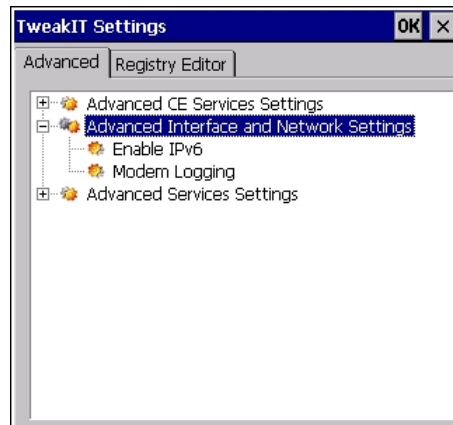 TweakIT Settings OK ×
Advanced Registry Editor
Advanced CE Services Settings
Advanced Interface and Network Settings
Enable IPv6
Modem Logging
Advanced Services Settings